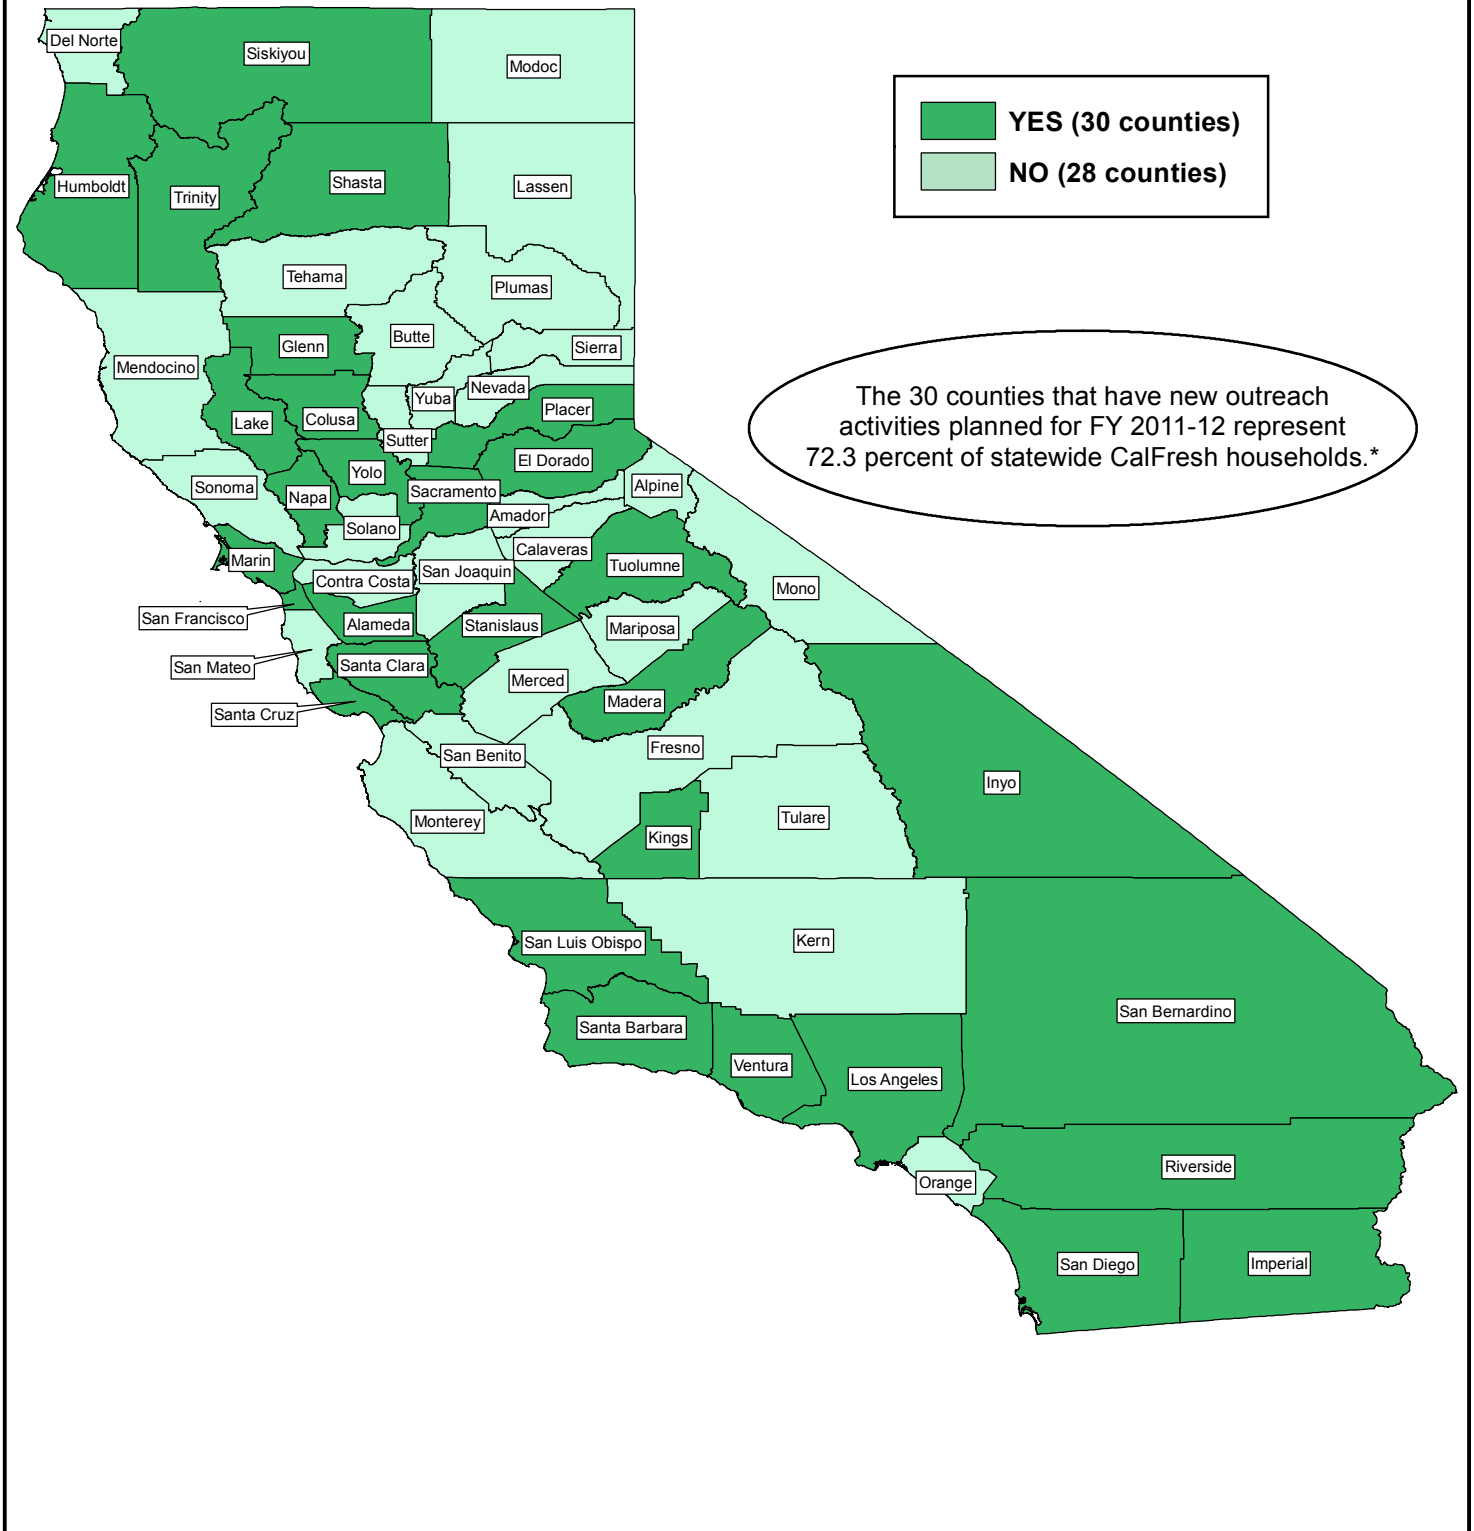 Del Norte
Siskiyou
Modoc
YES (30 counties)
NO (28 counties)
Humboldt
Trinity
Shasta
Lassen
Tehama
Plumas
Butte
Glenn
Sierra
Mendocino
Nevada
Yuba
Placer
Lake
Colusa
Sutter
The 30 counties that have new outreach
activities planned for FY 2011-12 represent
72.3 percent of statewide CalFresh households.*
El Dorado
Yolo
Sonoma
Napa
Sacramento
Alpine
Amador
Solano
Calaveras
Marin
Tuolumne
San Joaquin
Contra Costa
Mono
San Francisco
Alameda
Stanislaus
Mariposa
San Mateo
Santa Clara
Merced
Madera
Santa Cruz
Fresno
San Benito
Inyo
Monterey
Tulare
Kings
San Luis Obispo
Kern
San Bernardino
Santa Barbara
Ventura
Los Angeles
Riverside
Orange
San Diego
Imperial